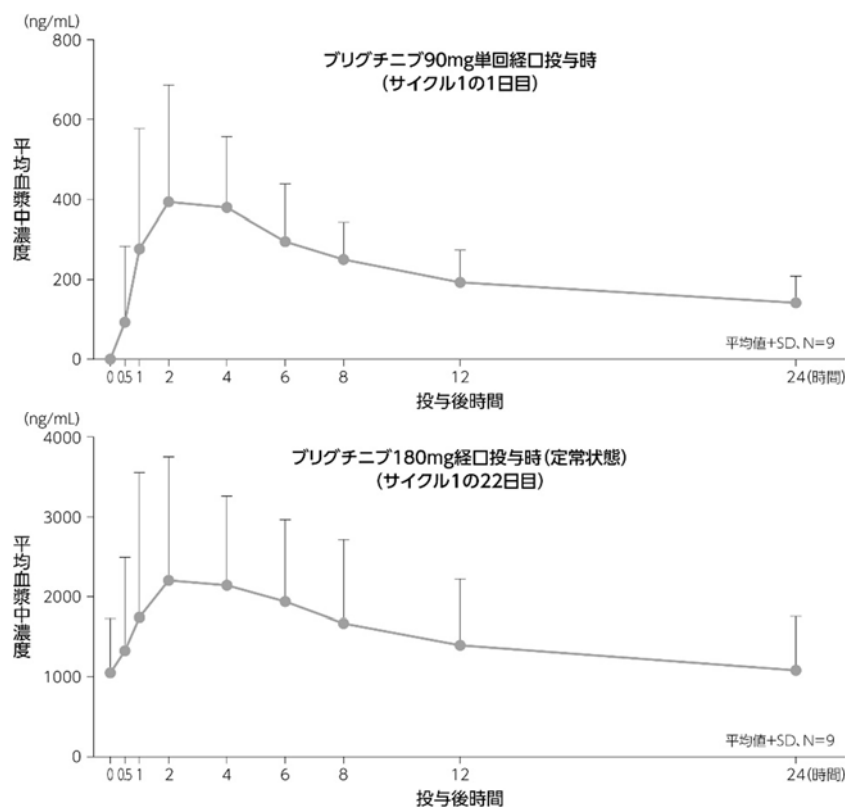 (ng/mL)
800
600
400
200
0
平均血漿中濃度
ブリグチニブ90mg単回経口投与時
(サイクル1の1日目)
平均値+SD、N=9
0 0.5 1 2 4 6 8 12 24(時間)
投与後時間
(ng/mL)
4000
3000
2000
1000
0
平均血漿中濃度
ブリグチニブ180mg経口投与時(定常状態)
(サイクル1の22日目)
平均値+SD、N=9
0 0.5 1 2 4 6 8 12 24(時間)
投与後時間